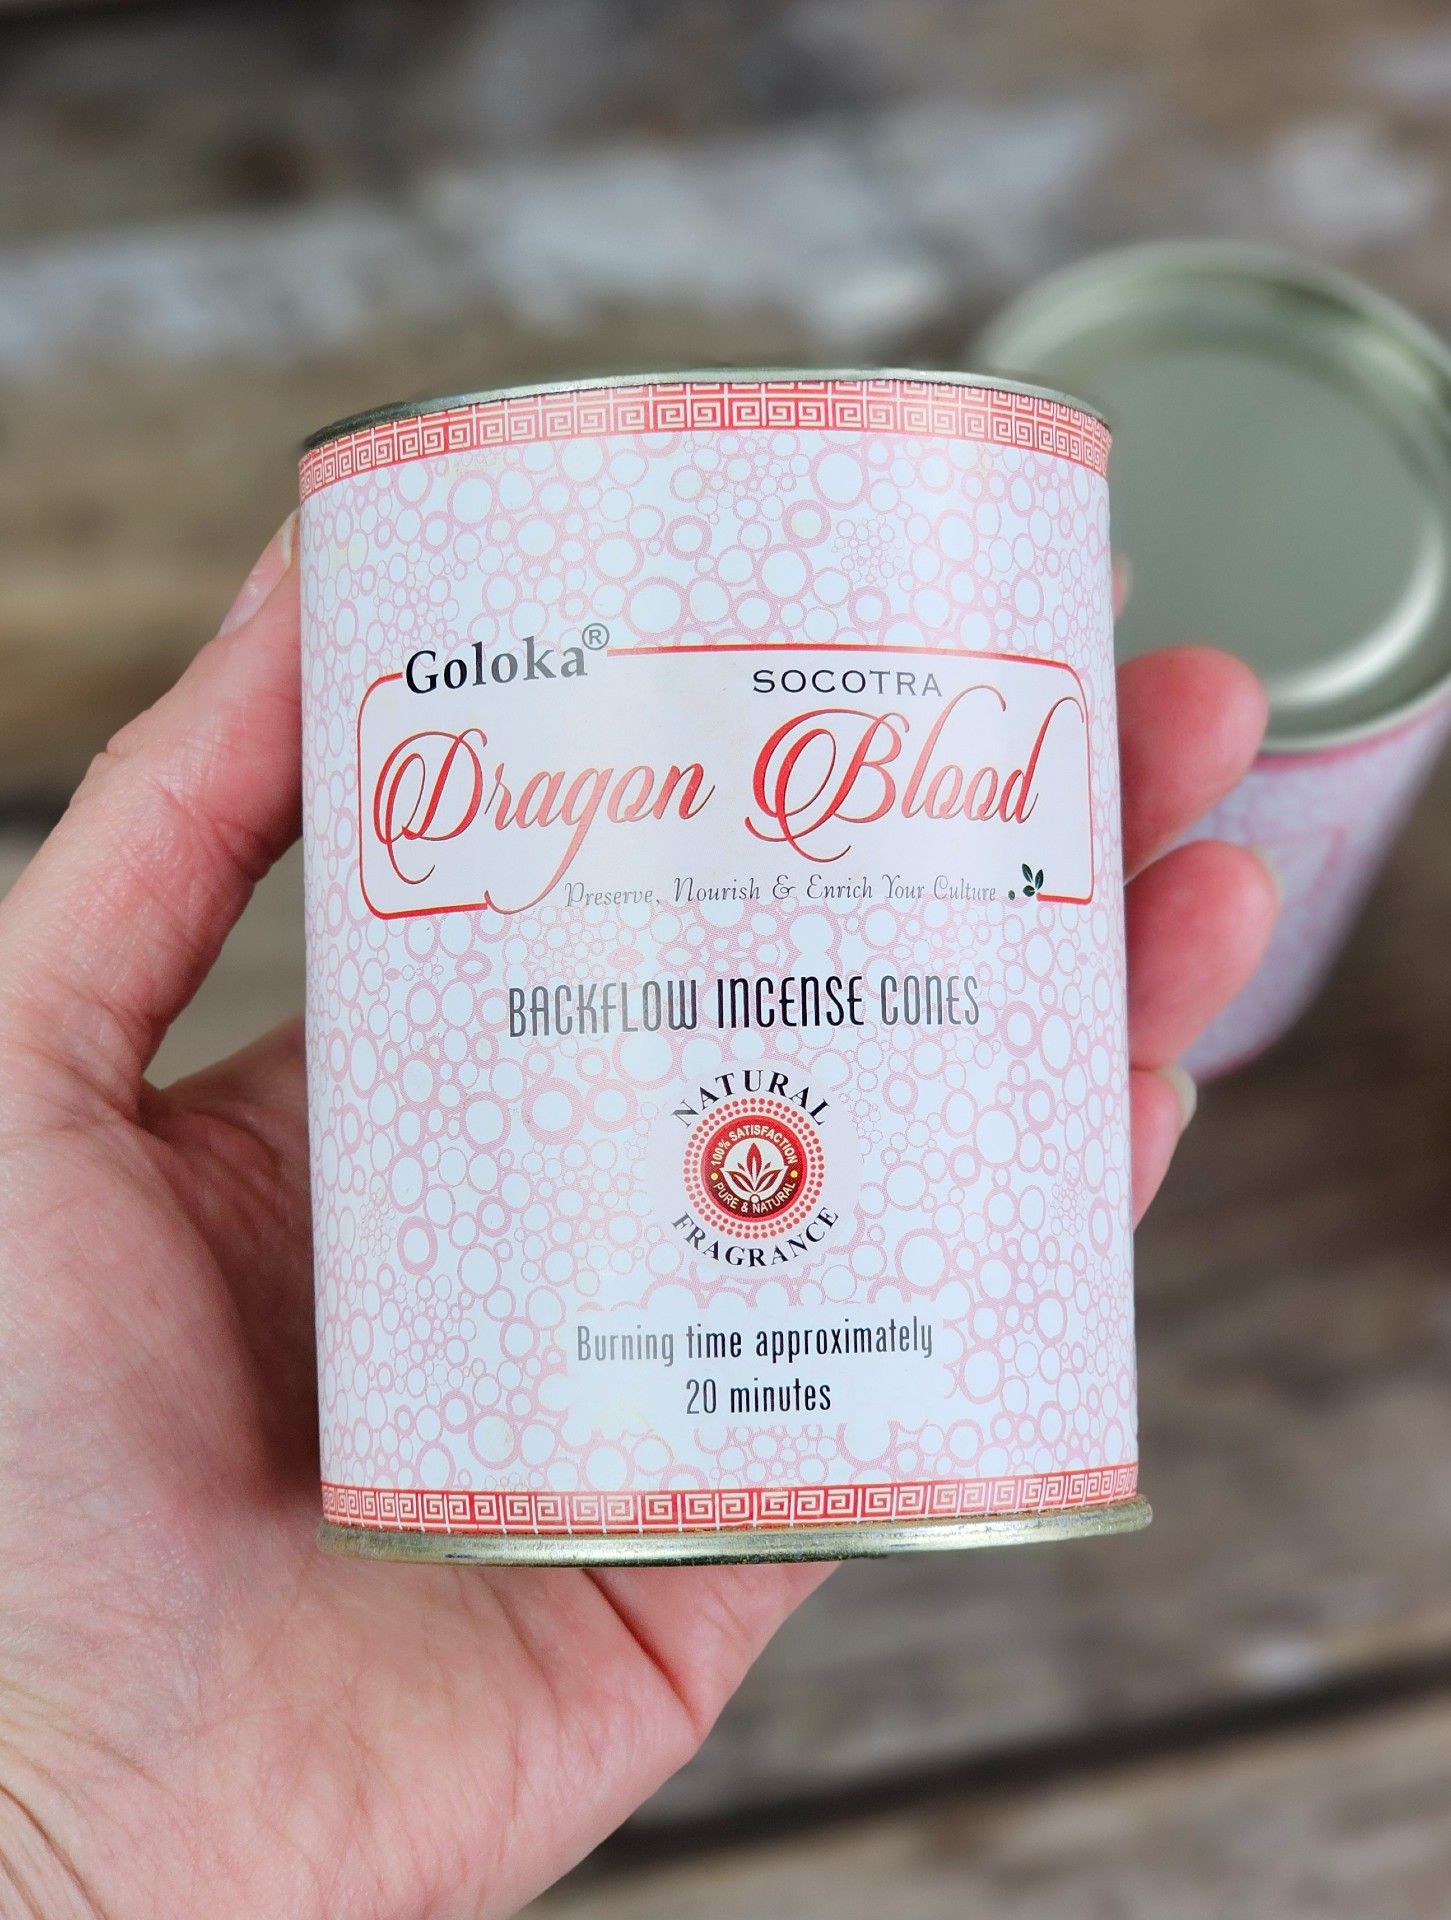 Goloka®
SOCOTRA
Dragon Blood
Preserve, Nourish & Enrich Your Culture
BACKFLOW INCENSE CONES
NATURAL
100% SATISFACTION
PURE & NATURAL
FRAGRANCE
Burning time approximately
20 minutes